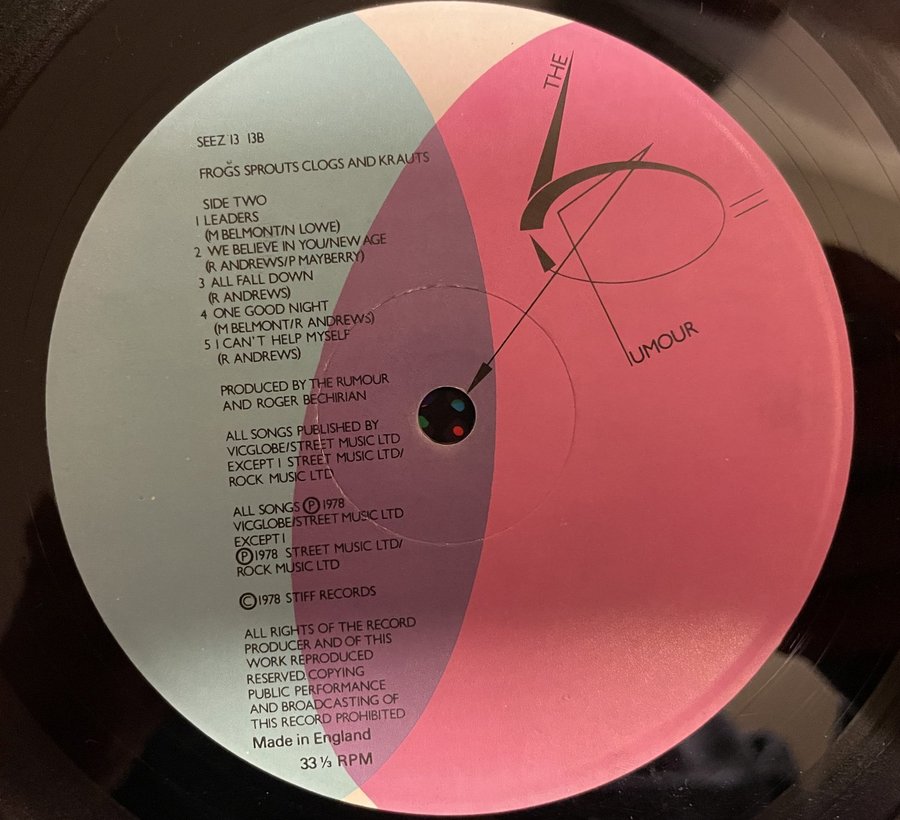 SEEZ 13 13B
FROĞS SPROUTS CLOGS AND KRAUTS
SIDE TWO
1 LEADERS
(M BELMONT/N LOWE)
2 WE BELIEVE IN YOU/NEW AGE
(R ANDREWS/P MAYBERRY)
3 ALL FALL DOWN
(R ANDREWS)
4 ONE GOOD NIGHT
(M BELMONT/R ANDREWS)
5 I CAN'T HELP MYSELF
(R ANDREWS)
PRODUCED BY THE RUMOUR
AND ROGER BECHIRIAN
ALL SONGS PUBLISHED BY
VICGLOBE/STREET MUSIC LTD
EXCEPT 1 STREET MUSIC LTD/
ROCK MUSIC LTD
ALL SONGS Ⓟ 1978
VICGLOBE/STREET MUSIC LTD
EXCEPT 1
Ⓟ 1978 STREET MUSIC LTD/
ROCK MUSIC LTD
© 1978 STIFF RECORDS
ALL RIGHTS OF THE RECORD
PRODUCER AND OF THIS
WORK REPRODUCED
RESERVED. COPYING
PUBLIC PERFORMANCE
AND BROADCASTING OF
THIS RECORD PROHIBITED
Made in England
33 ⅓ RPM
THE
RUMOUR